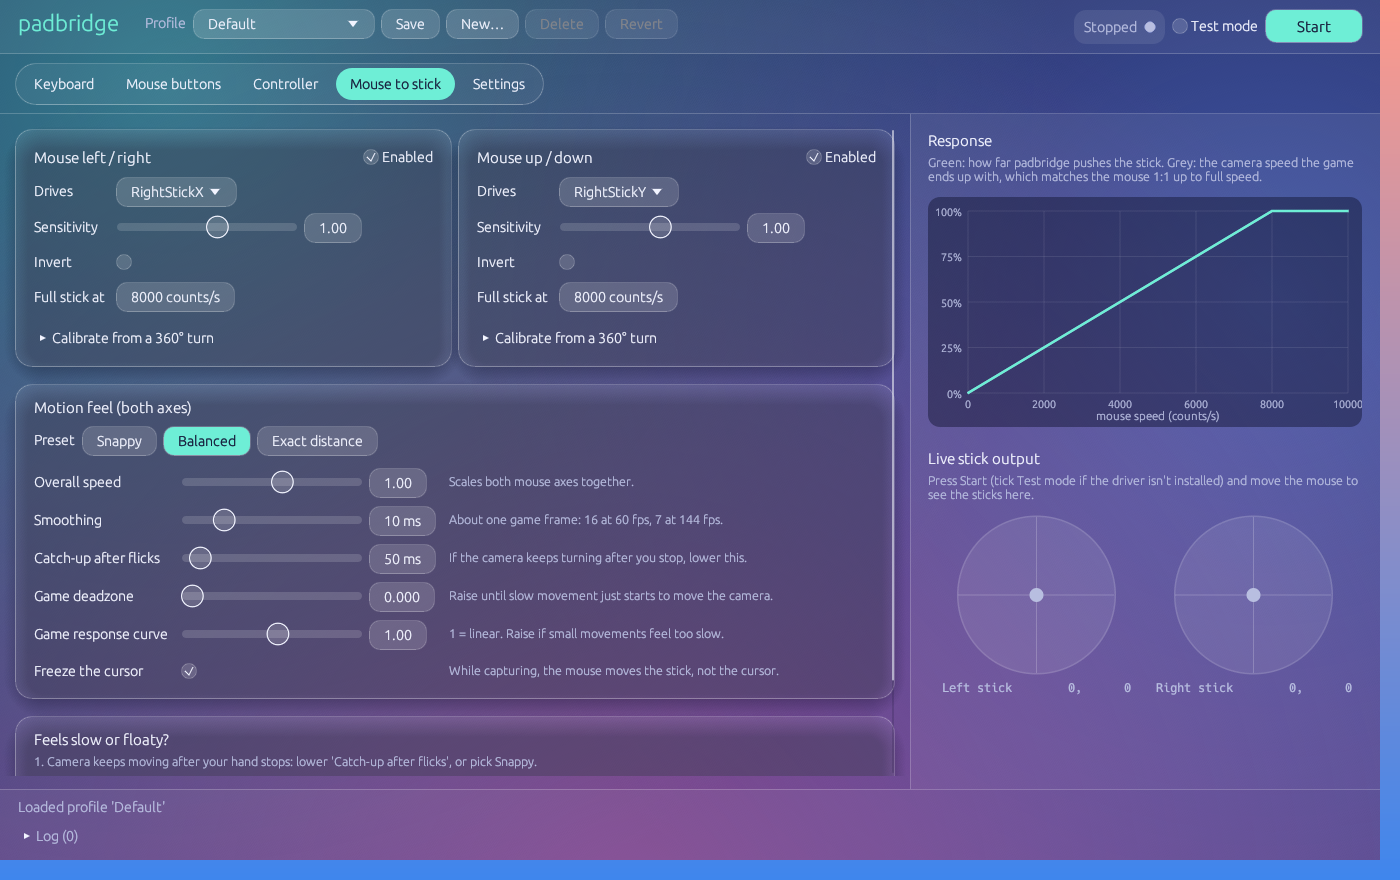 padbridge Profile Default Save New... Delete Revert Stopped Test mode Start
Keyboard Mouse buttons Controller Mouse to stick Settings
Mouse left / right Enabled
Drives RightStickX
Sensitivity 1.00
Invert
Full stick at 8000 counts/s
Calibrate from a 360° turn
Mouse up / down Enabled
Drives RightStickY
Sensitivity 1.00
Invert
Full stick at 8000 counts/s
Calibrate from a 360° turn
Motion feel (both axes)
Preset Snappy Balanced Exact distance
Overall speed 1.00 Scales both mouse axes together.
Smoothing 10 ms About one game frame: 16 at 60 fps, 7 at 144 fps.
Catch-up after flicks 50 ms If the camera keeps turning after you stop, lower this.
Game deadzone 0.000 Raise until slow movement just starts to move the camera.
Game response curve 1.00 1 = linear. Raise if small movements feel too slow.
Freeze the cursor While capturing, the mouse moves the stick, not the cursor.
Feels slow or floaty?
1. Camera keeps moving after your hand stops: lower 'Catch-up after flicks', or pick Snappy.
Response
Green: how far padbridge pushes the stick. Grey: the camera speed the game
ends up with, which matches the mouse 1:1 up to full speed.
100%
75%
50%
25%
0%
0 2000 4000 6000 8000 10000
mouse speed (counts/s)
Live stick output
Press Start (tick Test mode if the driver isn't installed) and move the mouse to
see the sticks here.
Left stick 0, 0 Right stick 0, 0
Loaded profile 'Default'
Log (0)